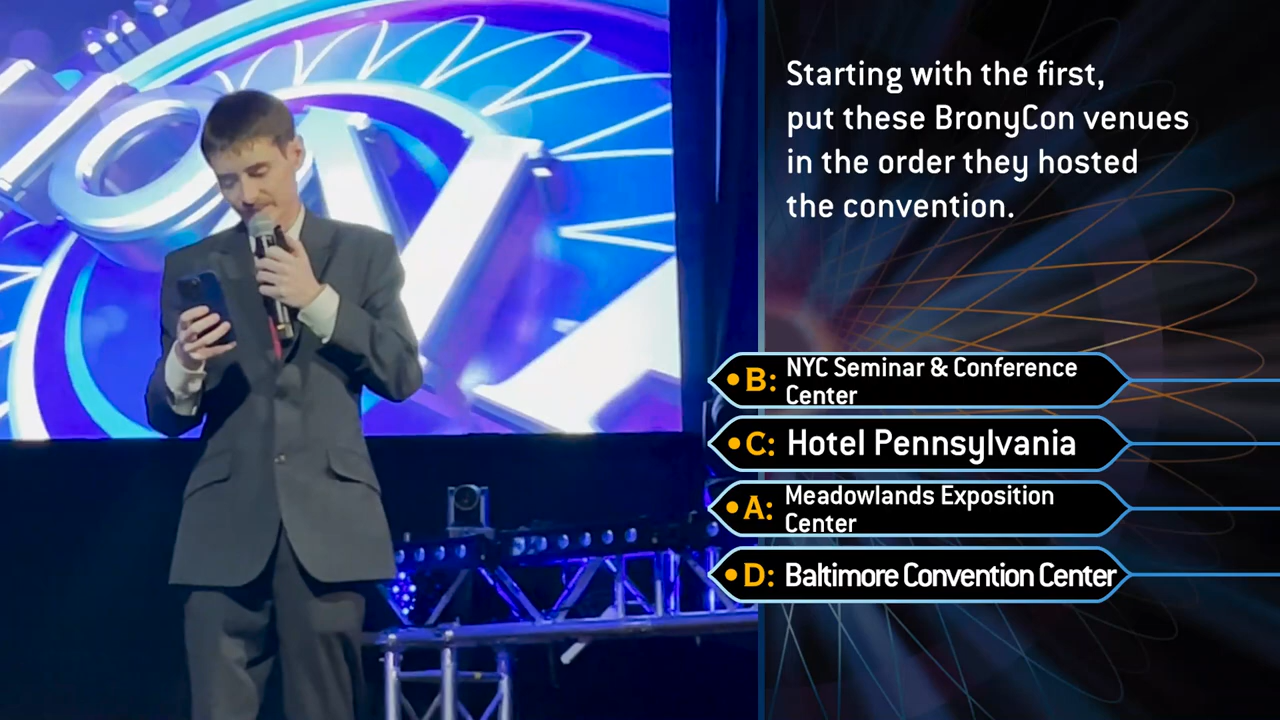 Starting with the first,
put these BronyCon venues
in the order they hosted
the convention.
B: NYC Seminar & Conference
Center
C: Hotel Pennsylvania
A: Meadowlands Exposition
Center
D: Baltimore Convention Center